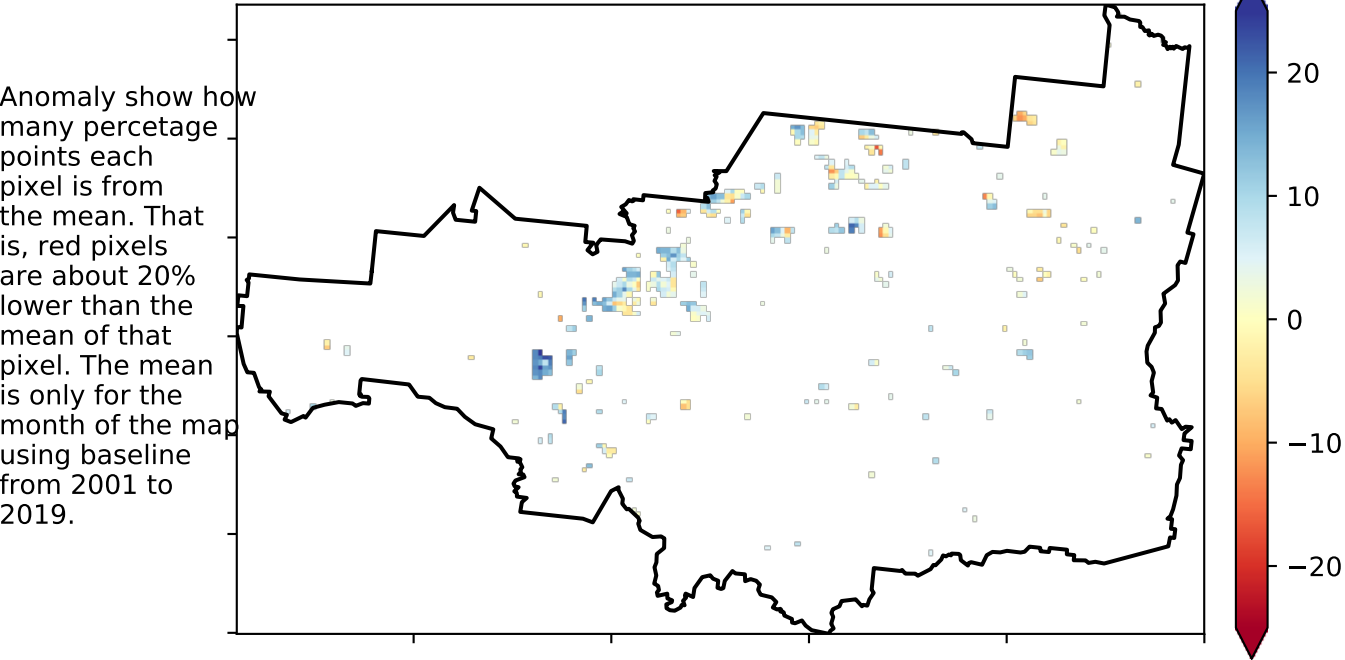 Anomaly show how
many percetage
points each
pixel is from
the mean. That
is, red pixels
are about 20%
lower than the
mean of that
pixel. The mean
is only for the
month of the map
using baseline
from 2001 to
2019.
20
10
0
−10
−20